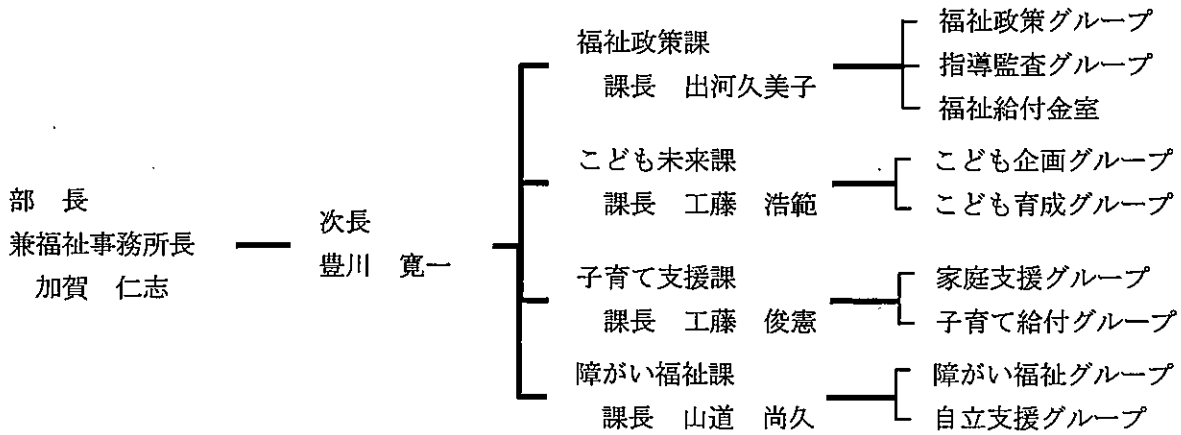 部　長
兼福祉事務所長
加賀　仁志
次長
豊川　寛一
福祉政策課
課長　出河久美子
福祉政策グループ
指導監査グループ
福祉給付金室
こども未来課
課長　工藤　浩範
こども企画グループ
こども育成グループ
子育て支援課
課長　工藤　俊憲
家庭支援グループ
子育て給付グループ
障がい福祉課
課長　山道　尚久
障がい福祉グループ
自立支援グループ